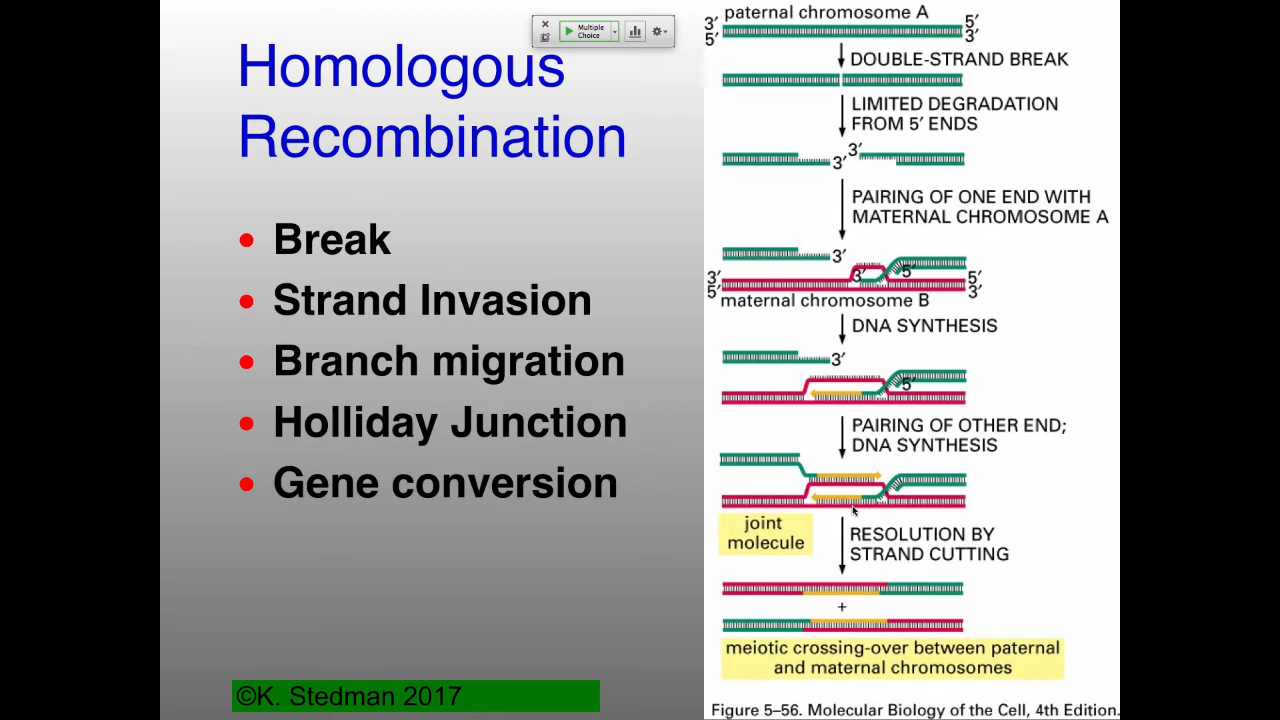 Homologous
Recombination
Multiple
Choice
• Break
• Strand Invasion
• Branch migration
• Holliday Junction
• Gene conversion
©K. Stedman 2017
paternal chromosome A
3′ 5′
5′ 3′
DOUBLE-STRAND BREAK
LIMITED DEGRADATION
FROM 5′ ENDS
3′
3′
PAIRING OF ONE END WITH
MATERNAL CHROMOSOME A
3′
3′ 3′ 5′ 5′
5′ 3′
maternal chromosome B
DNA SYNTHESIS
3′
5′
PAIRING OF OTHER END;
DNA SYNTHESIS
joint
molecule
RESOLUTION BY
STRAND CUTTING
+
meiotic crossing-over between paternal
and maternal chromosomes
Figure 5–56. Molecular Biology of the Cell, 4th Edition.